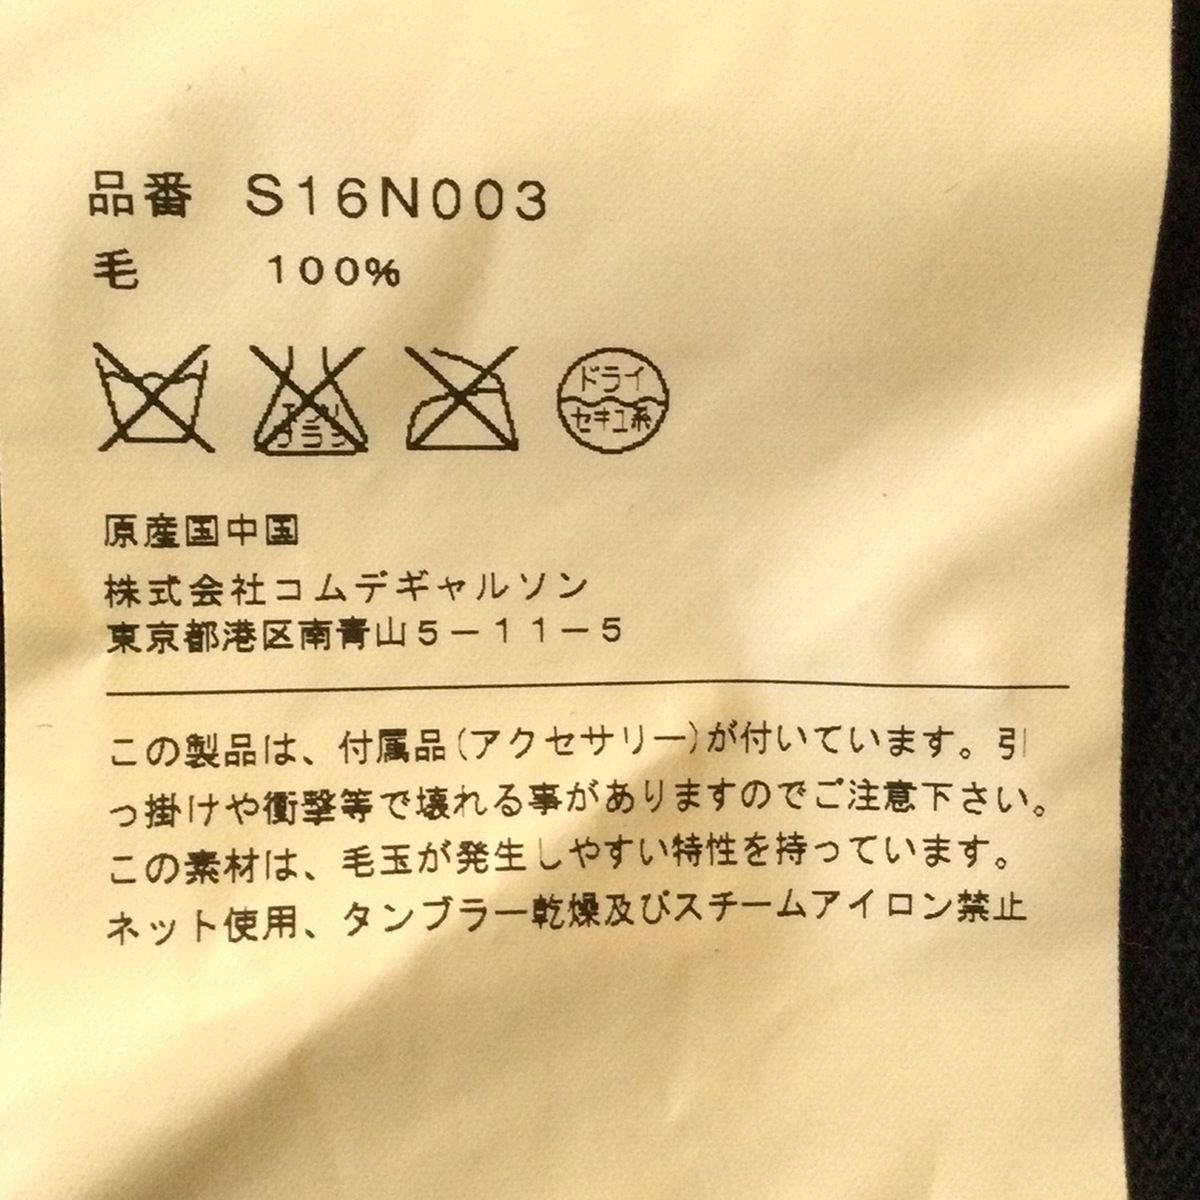 品番 S16N003
毛 100%
ドライ
セキユ系
原産国中国
株式会社コムデギャルソン
東京都港区南青山5-11-5
この製品は、付属品(アクセサリー)が付いています。引
っ掛けや衝撃等で壊れる事がありますのでご注意下さい。
この素材は、毛玉が発生しやすい特性を持っています。
ネット使用、タンブラー乾燥及びスチームアイロン禁止